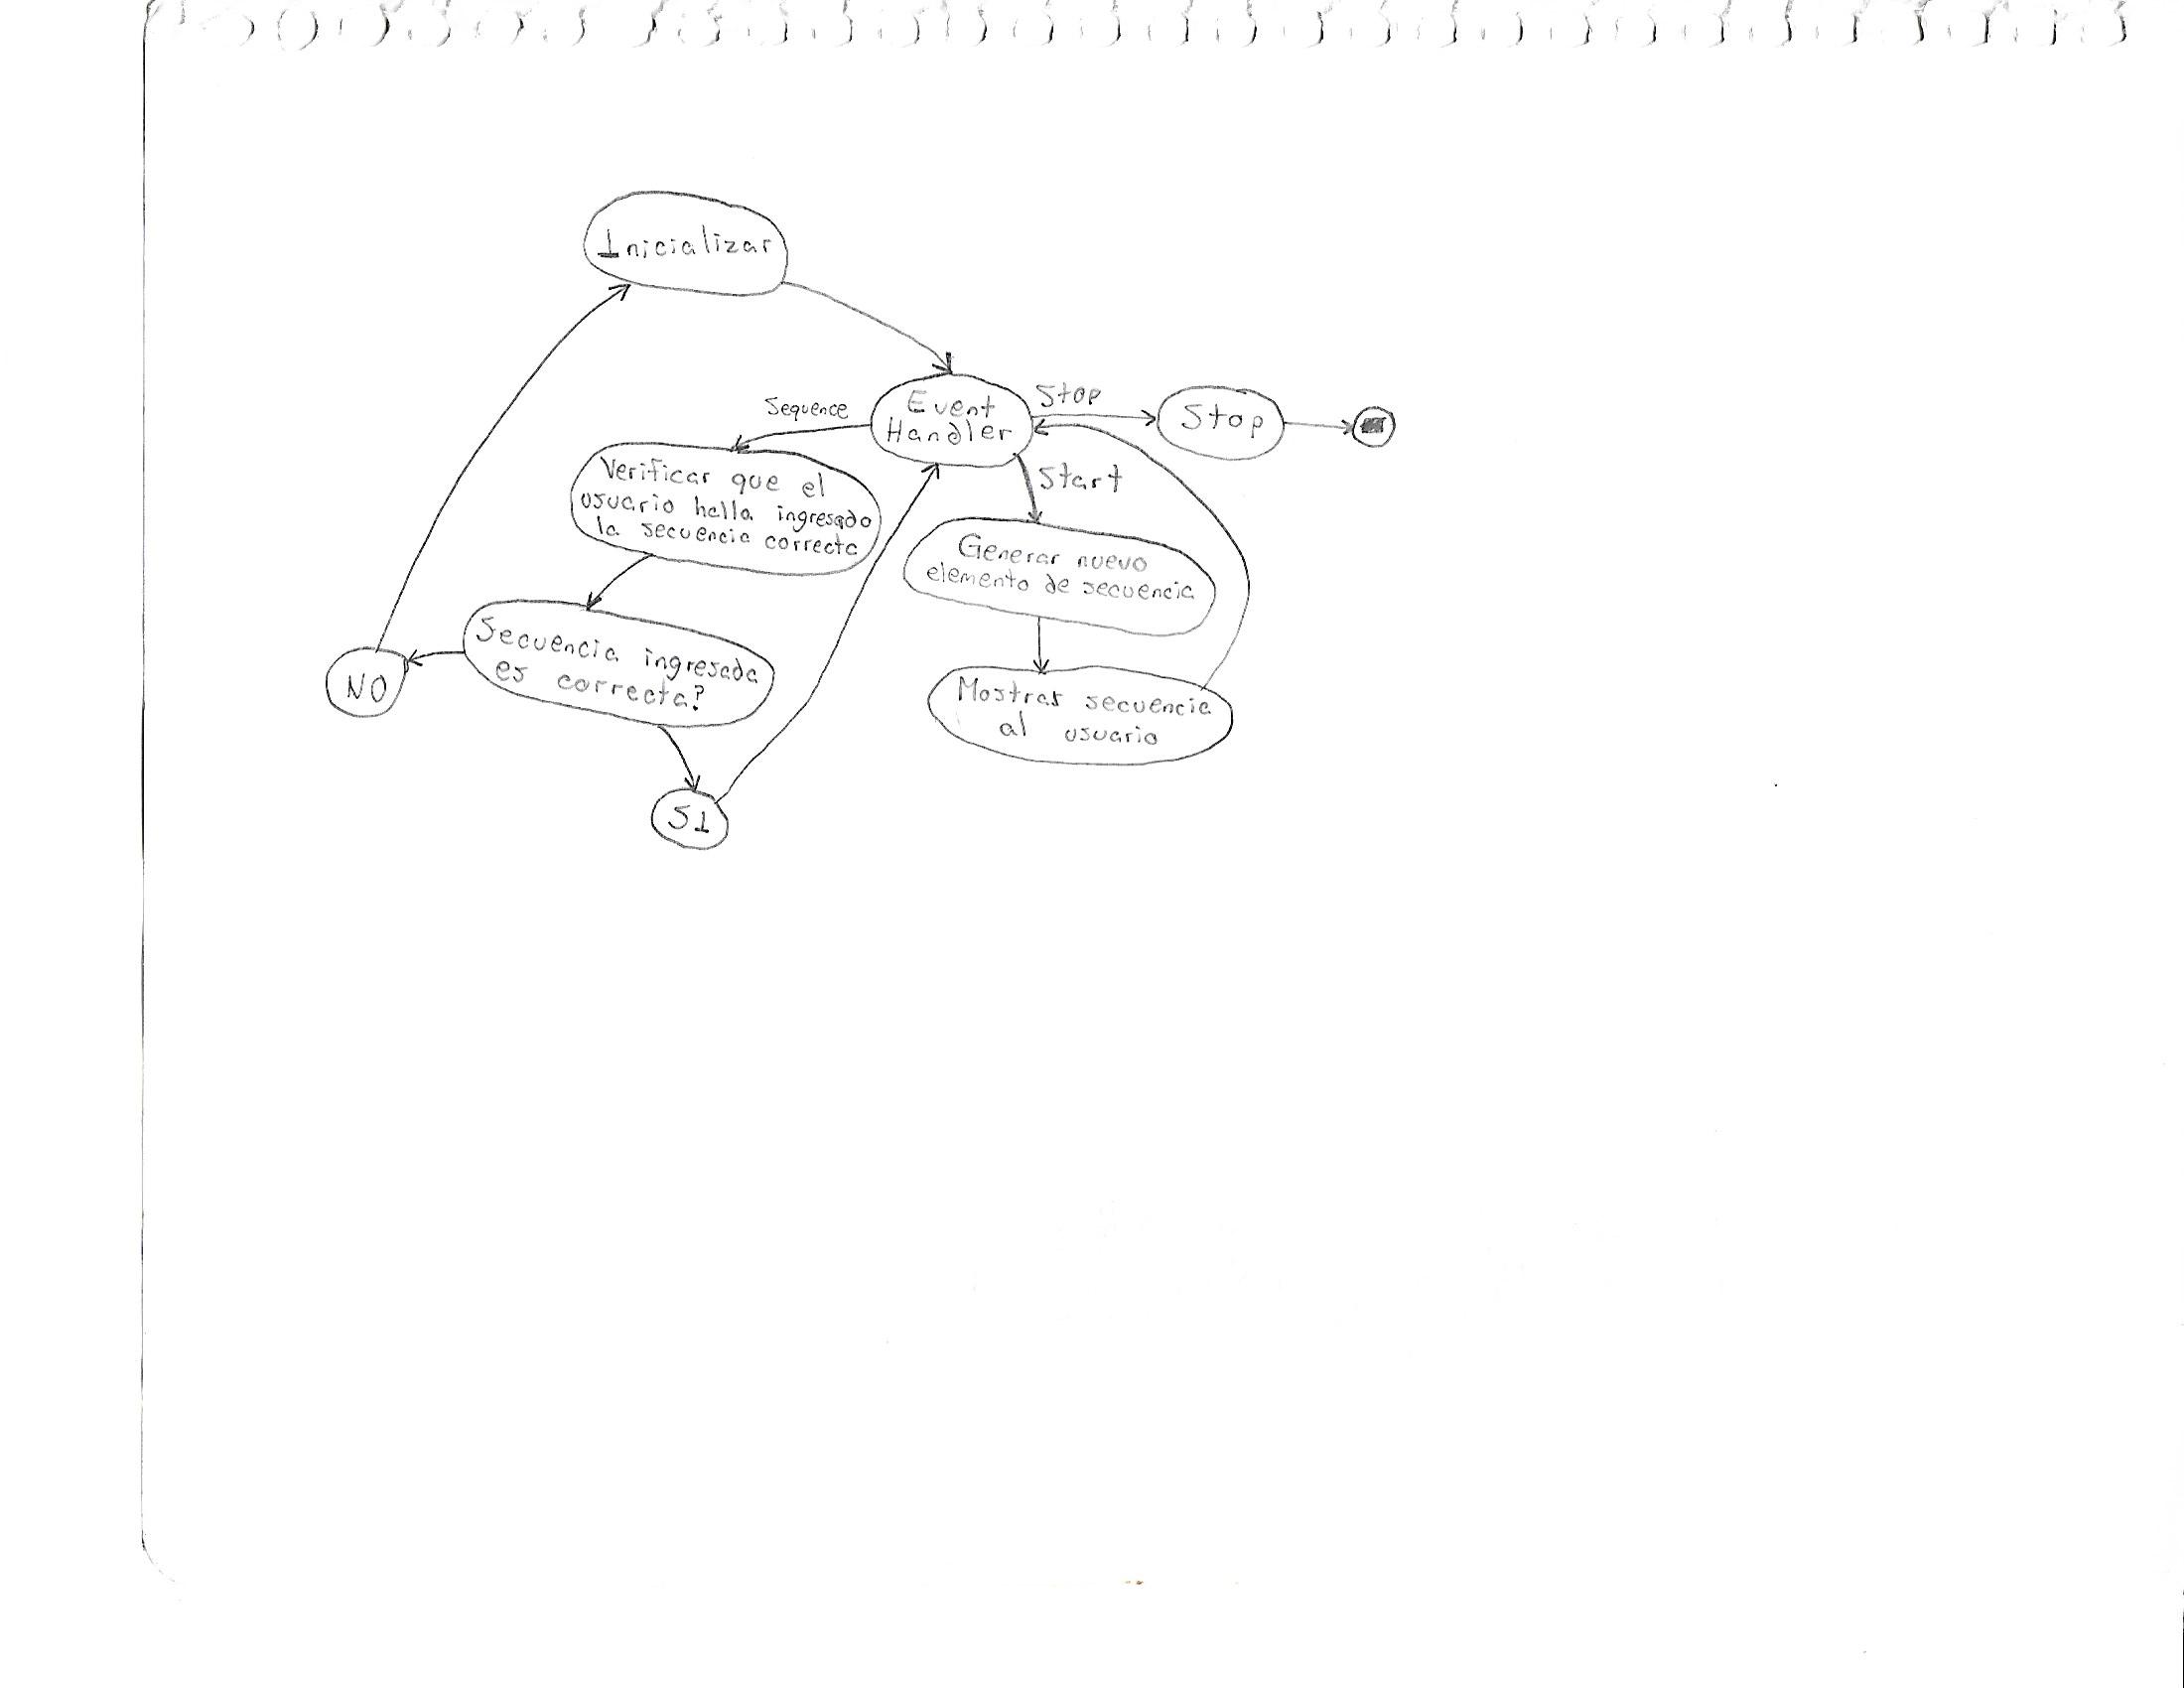 Inicializar
Event
Handler
Stop
Stop
Sequence
Start
Verificar que el
usuario halla ingresado
la secuencia correcta
Generar nuevo
elemento de secuencia
Secuencia ingresada
es correcta?
NO
Mostrar secuencia
al usuario
SI